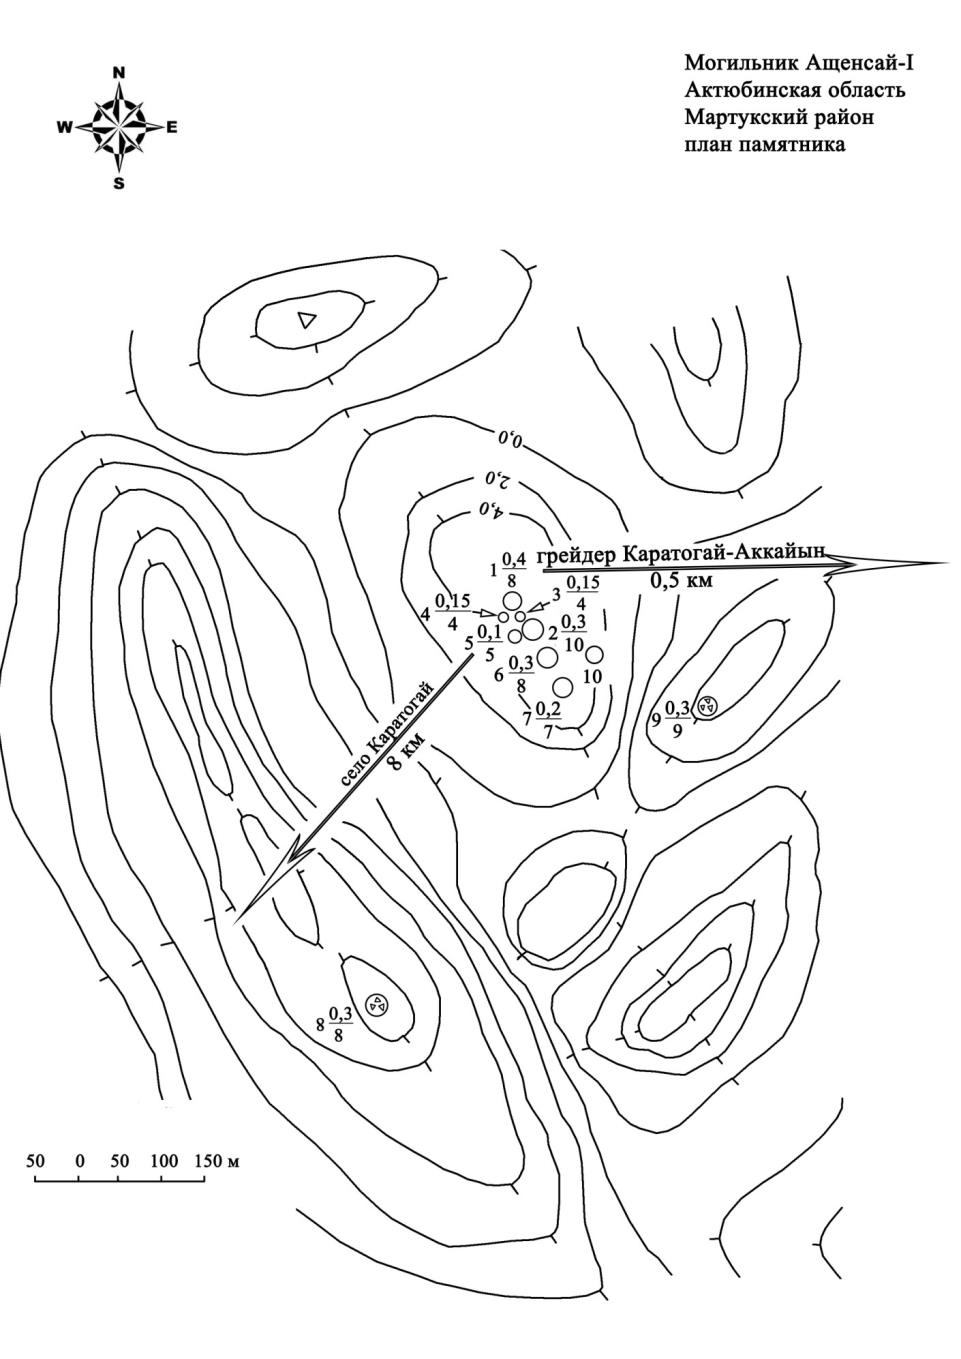 N
W E
S
Могильник Ащенсай-I
Актюбинская область
Мартукский район
план памятника
0,0
2,0
4,0
1 0,4
8
грейдер Каратогай-Аккайын
0,5 км
3 0,15
4
4 0,15
4
5 0,1
5
2 0,3
10
6 0,3
8
10
7 0,2
7
9 0,3
9
село Каратогай
8 км
8 0,3
8
50 0 50 100 150 м